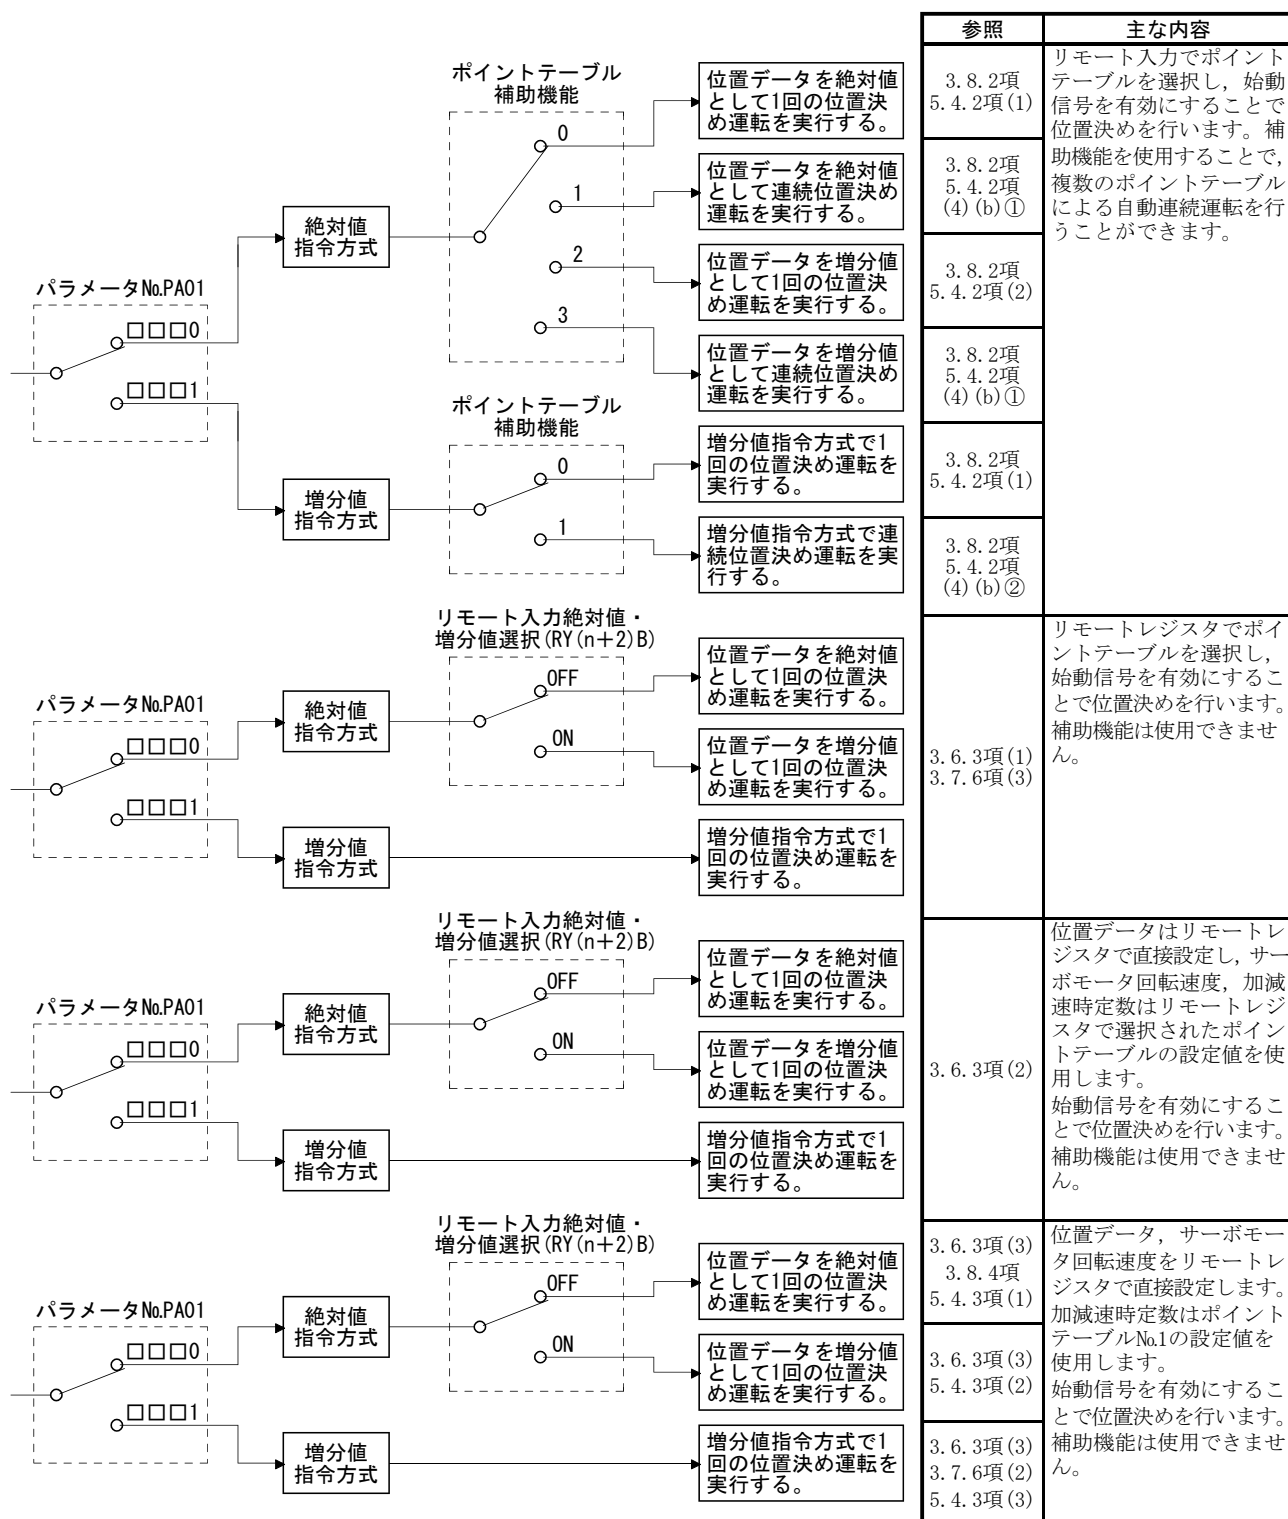 参照
主な内容
ポイントテーブル
補助機能
0
1
2
3
パラメータ№PA01
□□□0
□□□1
絶対値
指令方式
増分値
指令方式
ポイントテーブル
補助機能
0
1
位置データを絶対値
として1回の位置決
め運転を実行する。
位置データを絶対値
として連続位置決め
運転を実行する。
位置データを増分値
として1回の位置決
め運転を実行する。
位置データを増分値
として連続位置決め
運転を実行する。
増分値指令方式で1
回の位置決め運転を
実行する。
増分値指令方式で連
続位置決め運転を実
行する。
3.8.2項
5.4.2項(1)
3.8.2項
5.4.2項
(4)(b)①
3.8.2項
5.4.2項(2)
3.8.2項
5.4.2項
(4)(b)①
3.8.2項
5.4.2項(1)
3.8.2項
5.4.2項
(4)(b)②
リモート入力でポイント
テーブルを選択し，始動
信号を有効にすることで
位置決めを行います。補
助機能を使用することで，
複数のポイントテーブル
による自動連続運転を行
うことができます。
リモート入力絶対値・
増分値選択(RY(n＋2)B)
OFF
ON
パラメータ№PA01
□□□0
□□□1
絶対値
指令方式
増分値
指令方式
位置データを絶対値
として1回の位置決
め運転を実行する。
位置データを増分値
として1回の位置決
め運転を実行する。
増分値指令方式で1
回の位置決め運転を
実行する。
3.6.3項(1)
3.7.6項(3)
リモートレジスタでポイ
ントテーブルを選択し，
始動信号を有効にするこ
とで位置決めを行います。
補助機能は使用できませ
ん。
リモート入力絶対値・
増分値選択(RY(n＋2)B)
OFF
ON
パラメータ№PA01
□□□0
□□□1
絶対値
指令方式
増分値
指令方式
位置データを絶対値
として1回の位置決
め運転を実行する。
位置データを増分値
として1回の位置決
め運転を実行する。
増分値指令方式で1
回の位置決め運転を
実行する。
3.6.3項(2)
位置データはリモートレ
ジスタで直接設定し，サー
ボモータ回転速度，加減
速時定数はリモートレジ
スタで選択されたポイン
トテーブルの設定値を使
用します。
始動信号を有効にするこ
とで位置決めを行います。
補助機能は使用できませ
ん。
リモート入力絶対値・
増分値選択(RY(n＋2)B)
OFF
ON
パラメータ№PA01
□□□0
□□□1
絶対値
指令方式
増分値
指令方式
位置データを絶対値
として1回の位置決
め運転を実行する。
位置データを増分値
として1回の位置決
め運転を実行する。
増分値指令方式で1
回の位置決め運転を
実行する。
3.6.3項(3)
3.8.4項
5.4.3項(1)
3.6.3項(3)
5.4.3項(2)
3.6.3項(3)
3.7.6項(2)
5.4.3項(3)
位置データ，サーボモー
タ回転速度をリモートレ
ジスタで直接設定します。
加減速時定数はポイント
テーブル№1の設定値を
使用します。
始動信号を有効にするこ
とで位置決めを行います。
補助機能は使用できませ
ん。